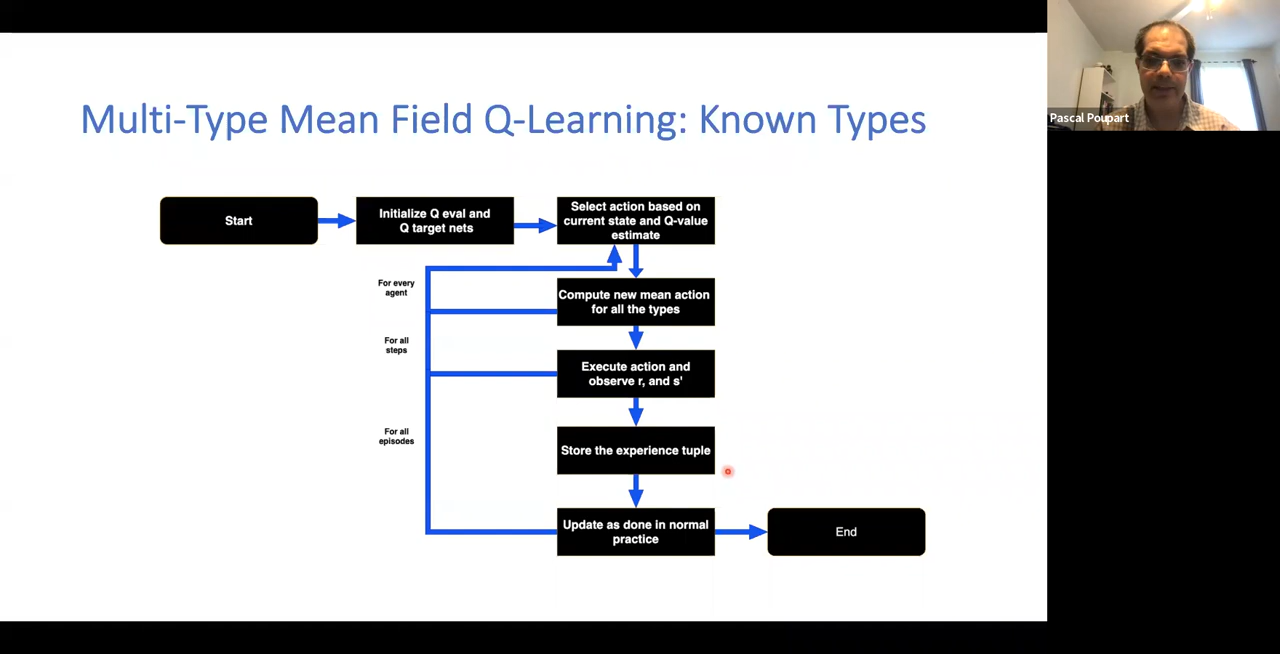 Multi-Type Mean Field Q-Learning: Known Types
Pascal Poupart
Start
Initialize Q eval and
Q target nets
Select action based on
current state and Q-value
estimate
For every
agent
Compute new mean action
for all the types
For all
steps
Execute action and
observe r, and s'
For all
episodes
Store the experience tuple
Update as done in normal
practice
End